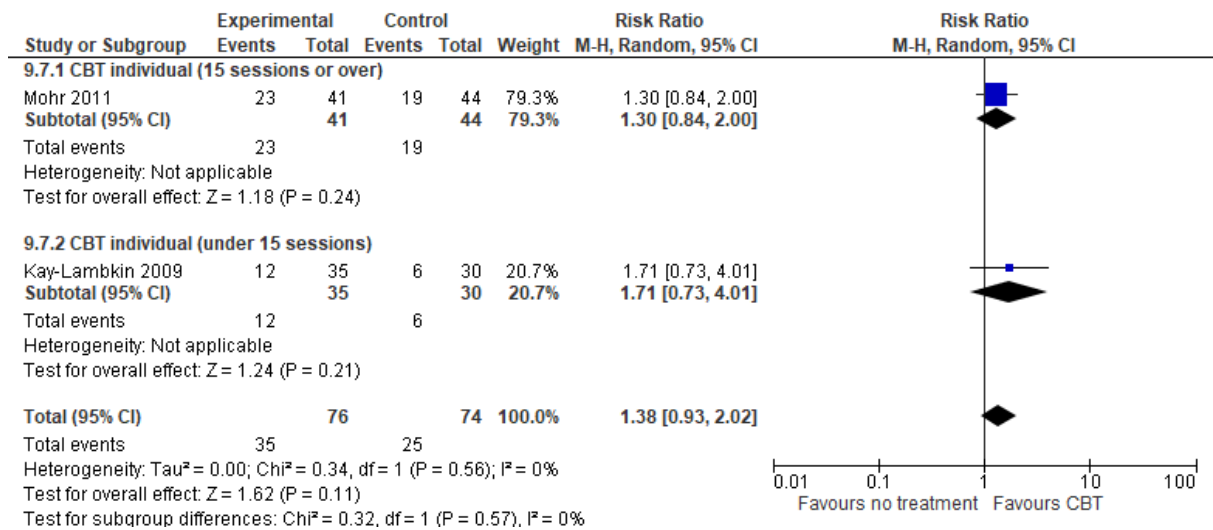 Experimental Control Risk Ratio Risk Ratio
Study or Subgroup Events Total Events Total Weight M-H, Random, 95% CI M-H, Random, 95% CI
9.7.1 CBT individual (15 sessions or over)
Mohr 2011 23 41 19 44 79.3% 1.30 [0.84, 2.00]
Subtotal (95% CI) 41 44 79.3% 1.30 [0.84, 2.00]
Total events 23 19
Heterogeneity: Not applicable
Test for overall effect: Z = 1.18 (P = 0.24)
9.7.2 CBT individual (under 15 sessions)
Kay-Lambkin 2009 12 35 6 30 20.7% 1.71 [0.73, 4.01]
Subtotal (95% CI) 35 30 20.7% 1.71 [0.73, 4.01]
Total events 12 6
Heterogeneity: Not applicable
Test for overall effect: Z = 1.24 (P = 0.21)
Total (95% CI) 76 74 100.0% 1.38 [0.93, 2.02]
Total events 35 25
Heterogeneity: Tau² = 0.00; Chi² = 0.34, df = 1 (P = 0.56); I² = 0%
Test for overall effect: Z = 1.62 (P = 0.11)
Test for subgroup differences: Chi² = 0.32, df = 1 (P = 0.57), I² = 0%
0.01 0.1 1 10 100
Favours no treatment Favours CBT